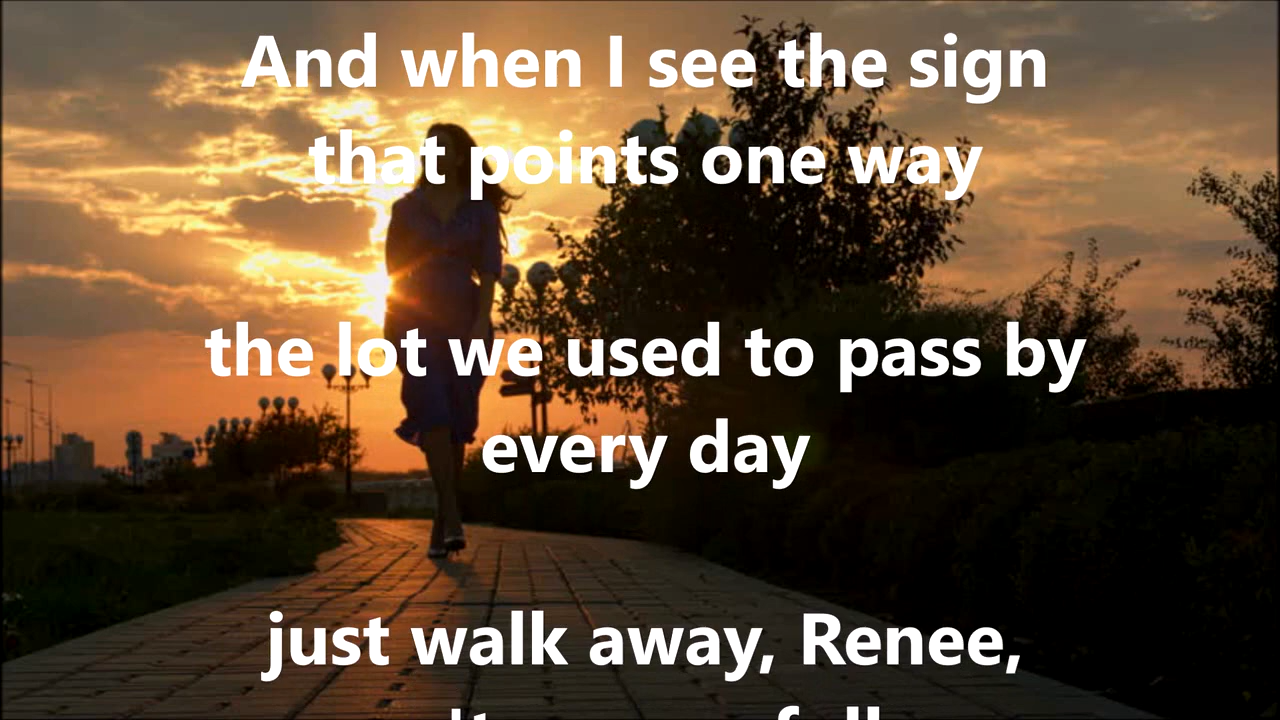 And when I see the sign
that points one way
the lot we used to pass by
every day
just walk away, Renee,